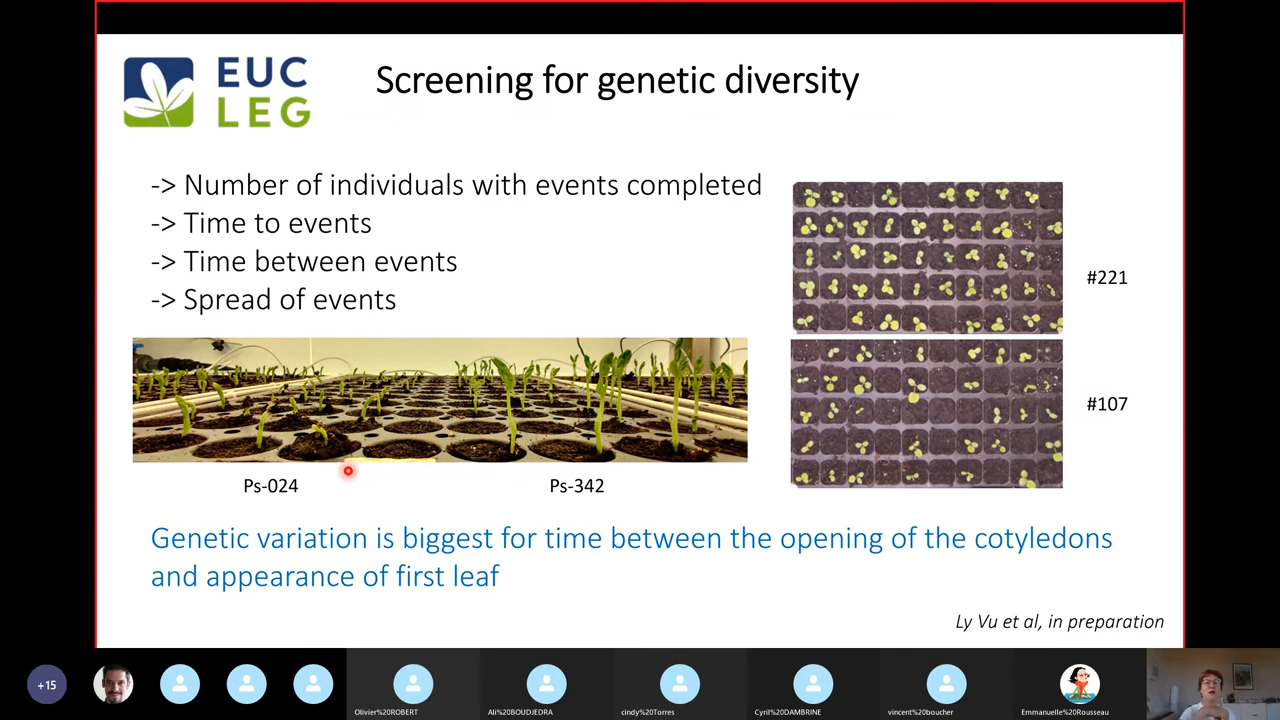 EUC
LEG
Screening for genetic diversity
-> Number of individuals with events completed
-> Time to events
-> Time between events
-> Spread of events
#221
#107
Ps-024
Ps-342
Genetic variation is biggest for time between the opening of the cotyledons
and appearance of first leaf
Ly Vu et al, in preparation
+15
Olivier%20ROBERT
Ali%20BOUDJEDRA
cindy%20Torres
Cyril%20DAMBRINE
vincent%20boucher
Emmanuelle%20Rousseau